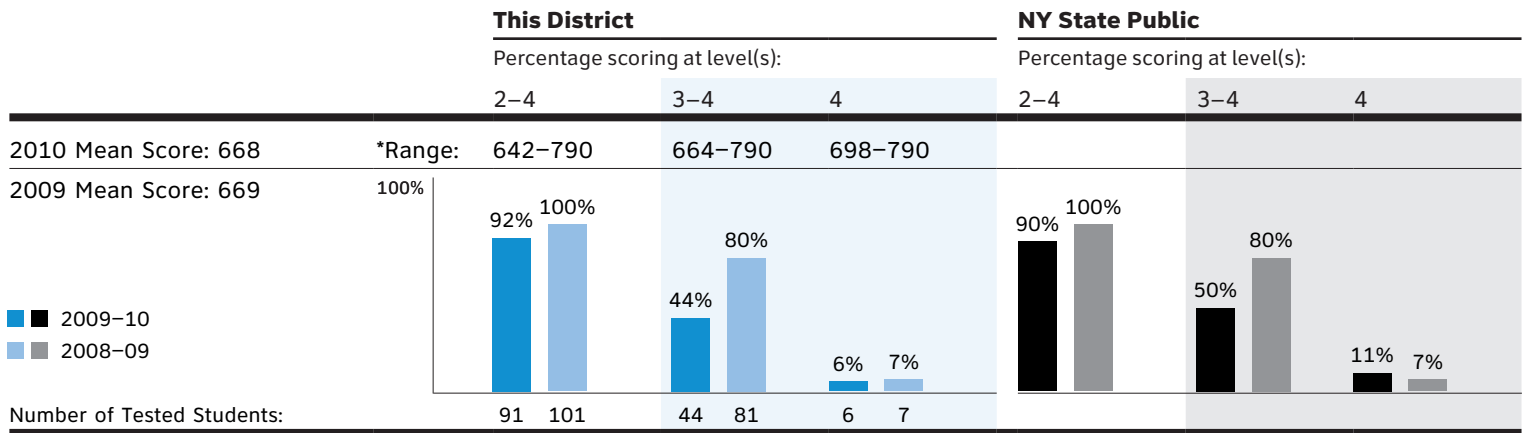 This District NY State Public
Percentage scoring at level(s): Percentage scoring at level(s):
2–4 3–4 4 2–4 3–4 4
2010 Mean Score: 668 *Range: 642–790 664–790 698–790
2009 Mean Score: 669 100%
92% 100% 90% 100%
80% 80%
44% 50%
6% 7% 11% 7%
2009–10
2008–09
Number of Tested Students: 91 101 44 81 6 7